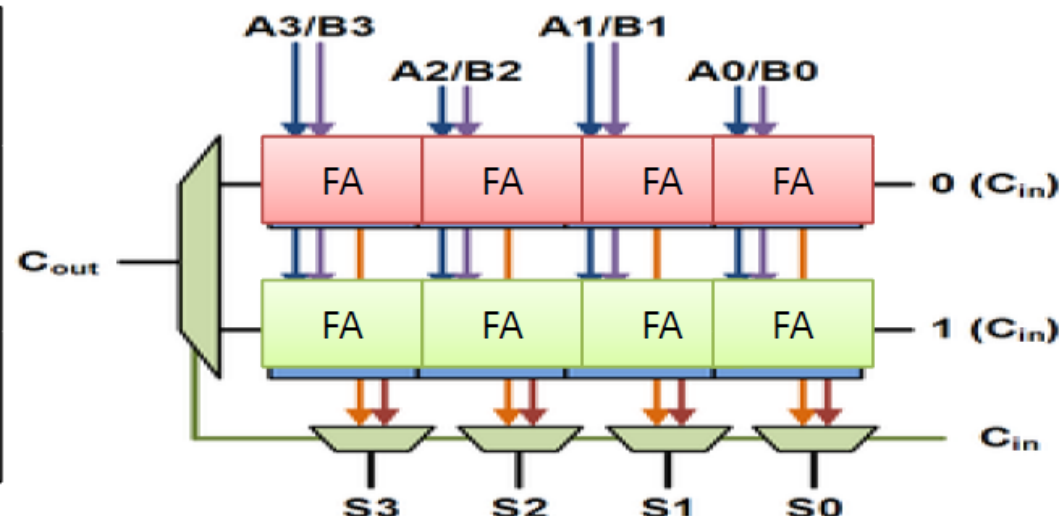 A3/B3 A1/B1
A2/B2 A0/B0
FA FA FA FA 0 (Cin)
Cout
FA FA FA FA 1 (Cin)
Cin
S3 S2 S1 S0